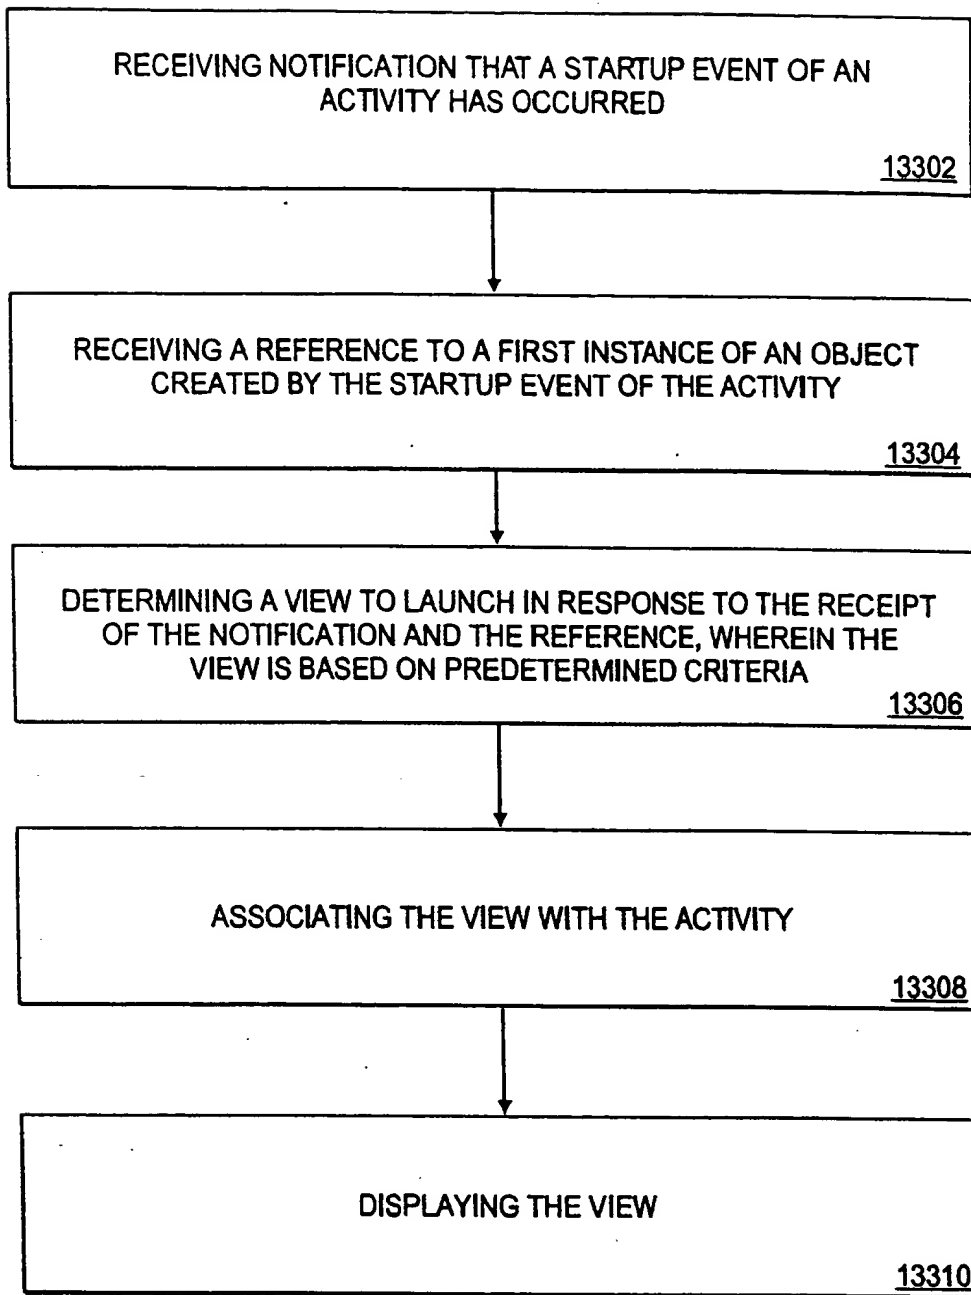 RECEIVING NOTIFICATION THAT A STARTUP EVENT OF AN
ACTIVITY HAS OCCURRED
13302
RECEIVING A REFERENCE TO A FIRST INSTANCE OF AN OBJECT
CREATED BY THE STARTUP EVENT OF THE ACTIVITY
13304
DETERMINING A VIEW TO LAUNCH IN RESPONSE TO THE RECEIPT
OF THE NOTIFICATION AND THE REFERENCE, WHEREIN THE
VIEW IS BASED ON PREDETERMINED CRITERIA
13306
ASSOCIATING THE VIEW WITH THE ACTIVITY
13308
DISPLAYING THE VIEW
13310